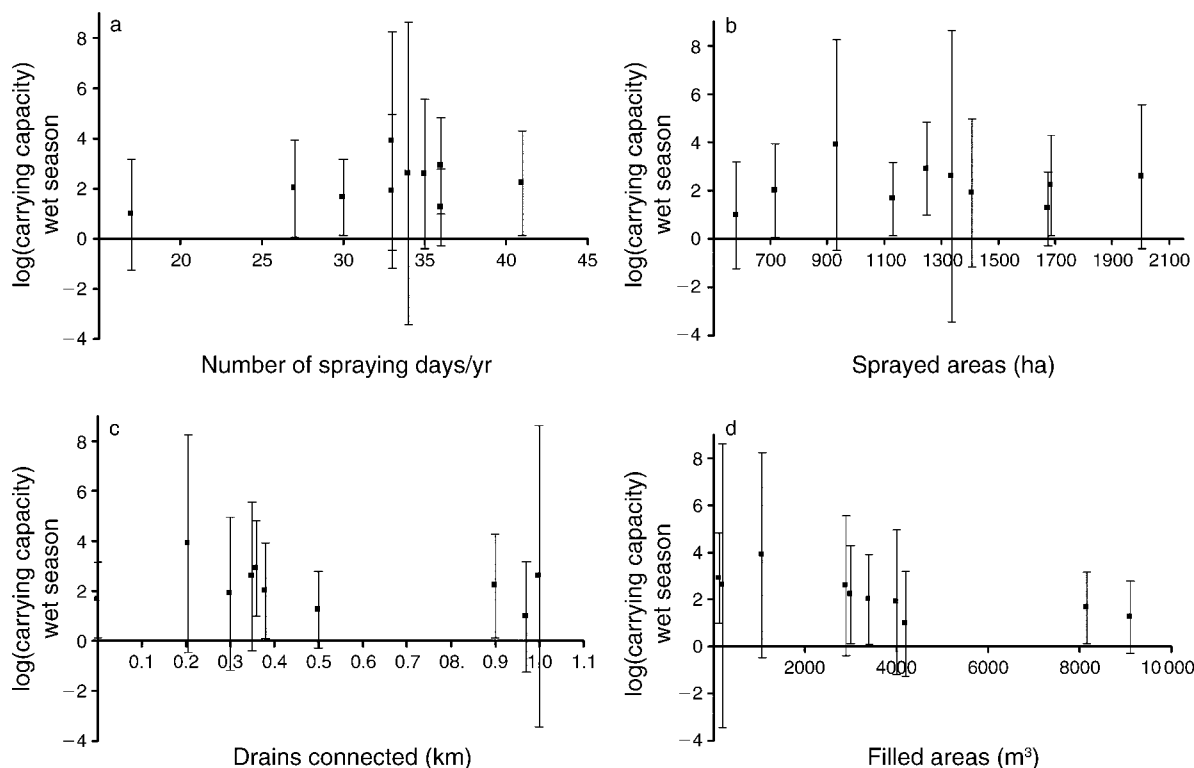 a
8
6
4
2
0
−2
−4
20 25 30 35 40 45
log(carrying capacity)
wet season
Number of spraying days/yr
b
8
6
4
2
0
−2
−4
700 900 1100 1300 1500 1700 1900 2100
log(carrying capacity)
wet season
Sprayed areas (ha)
c
8
6
4
2
0
−2
−4
0.1 0.2 0.3 0.4 0.5 0.6 0.7 08. 0.9 1.0 1.1
log(carrying capacity)
wet season
Drains connected (km)
d
8
6
4
2
0
−2
−4
2000 4000 6000 8000 10 000
log(carrying capacity)
wet season
Filled areas (m³)